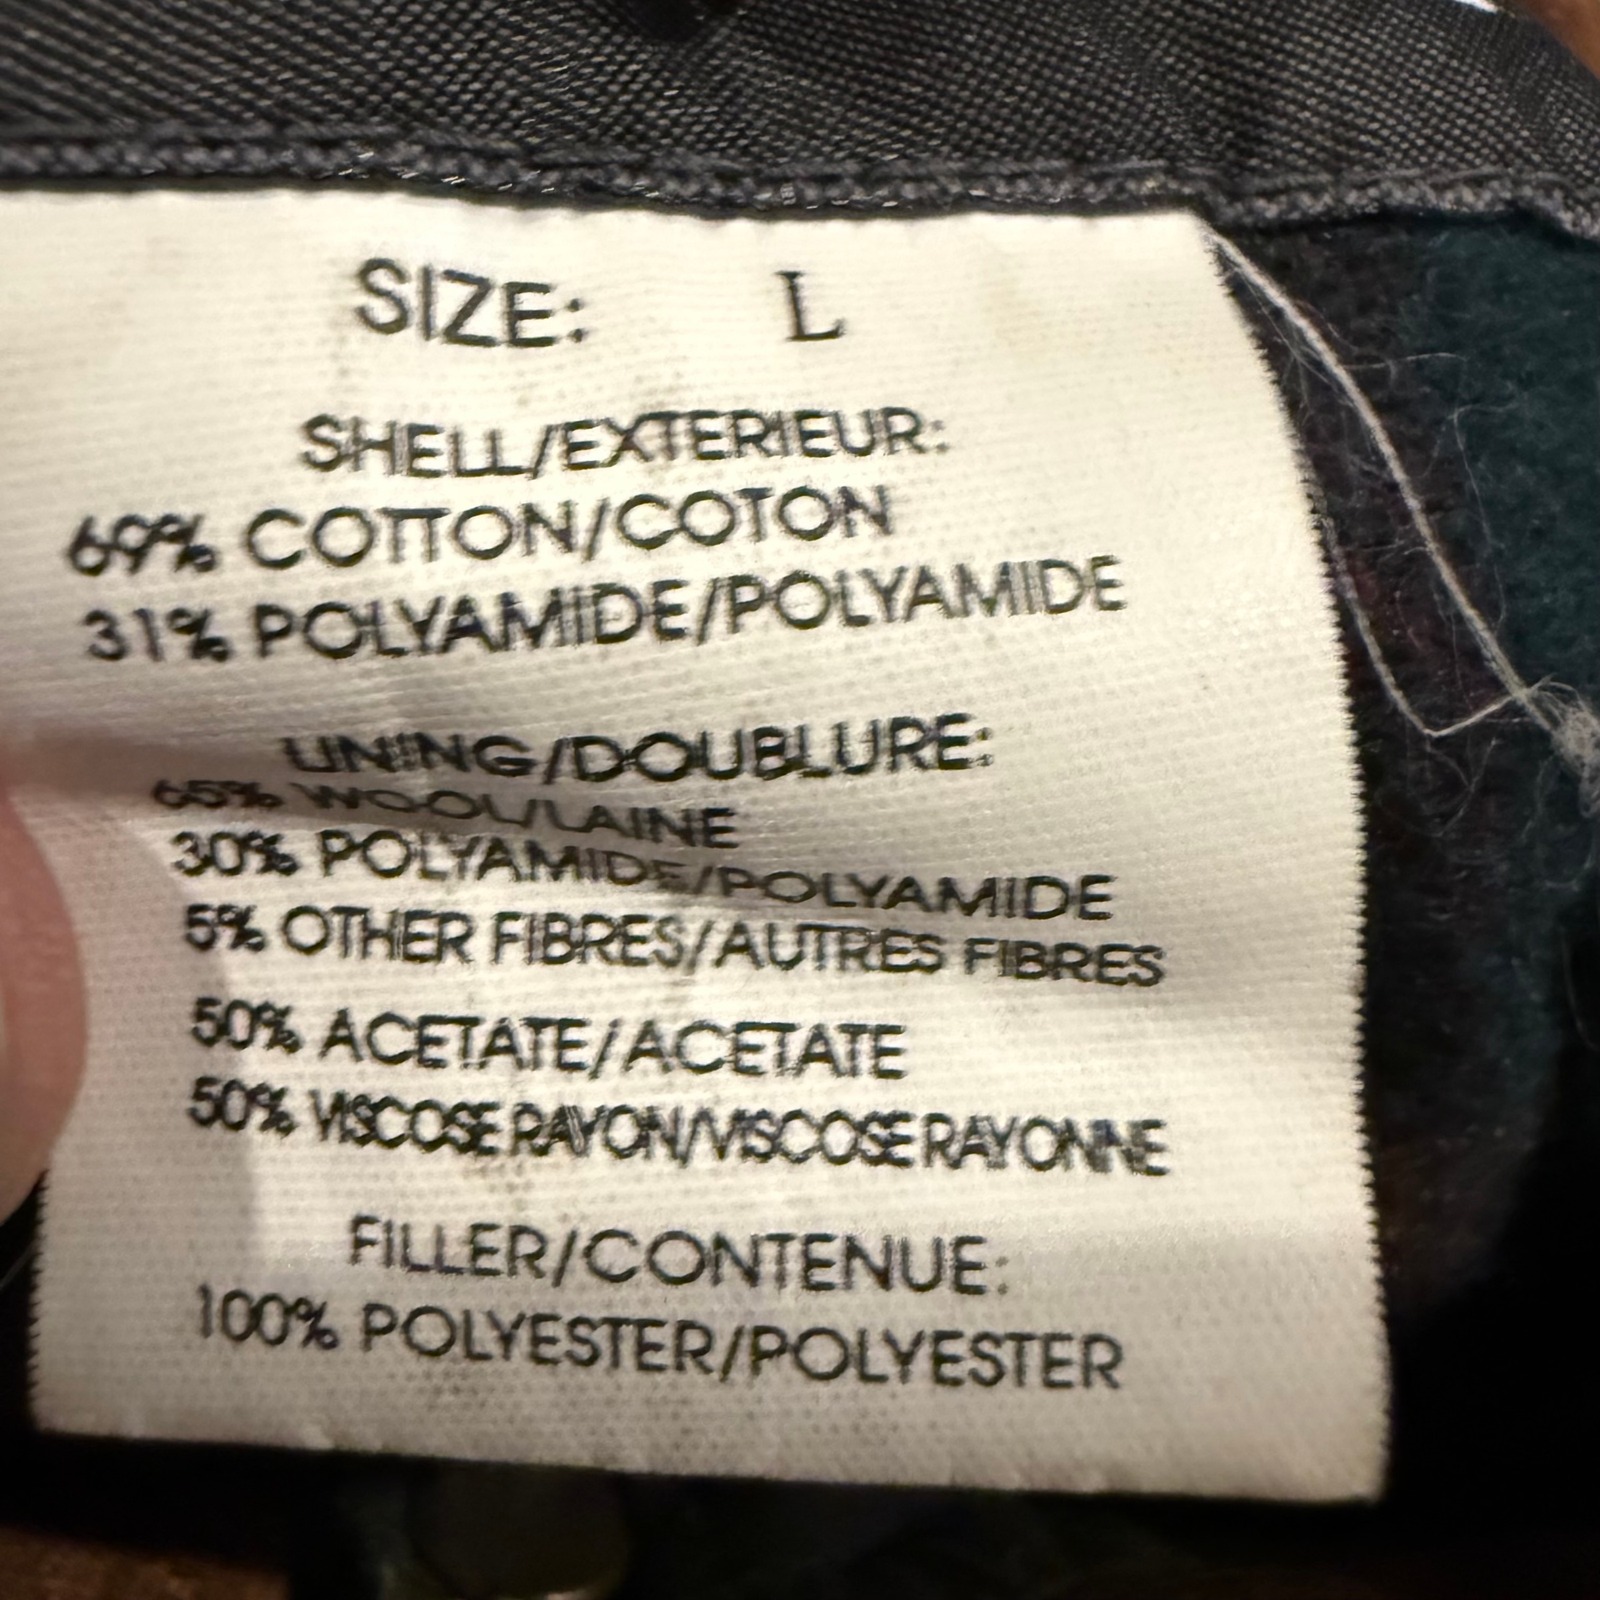 SIZE: L
SHELL/EXTERIEUR:
69% COTTON/COTON
31% POLYAMIDE/POLYAMIDE
LINING/DOUBLURE:
65% WOOL/LAINE
30% POLYAMIDE/POLYAMIDE
5% OTHER FIBRES/AUTRES FIBRES
50% ACETATE/ACETATE
50% VISCOSE RAYON/VISCOSE RAYONNE
FILLER/CONTENUE:
100% POLYESTER/POLYESTER